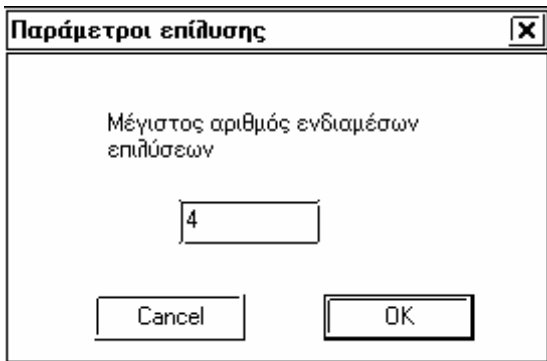 Παράμετροι επίλυσης
Μέγιστος αριθμός ενδιαμέσων
επιλύσεων
4
Cancel OK